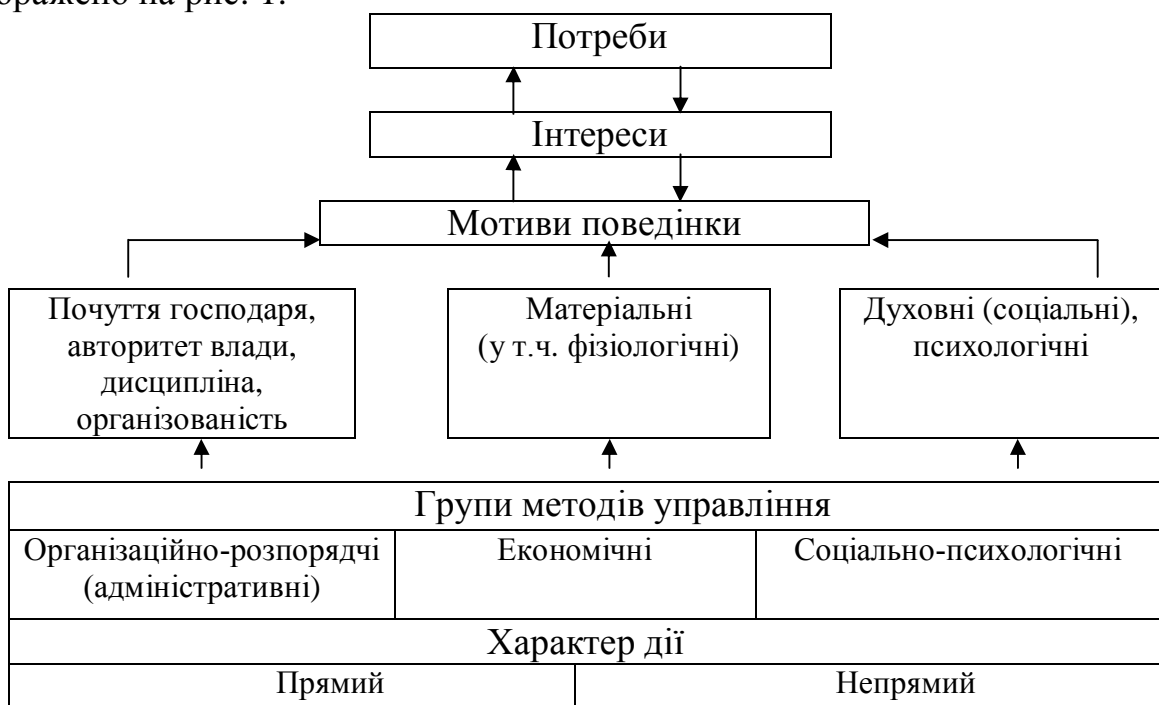 на рис. 1.
Потреби
Інтереси
Мотиви поведінки
Почуття господаря,
авторитет влади,
дисципліна,
організованість
Матеріальні
(у т.ч. фізіологічні)
Духовні (соціальні),
психологічні
Групи методів управління
Організаційно-розпорядчі
(адміністративні)
Економічні
Соціально-психологічні
Характер дії
Прямий
Непрямий